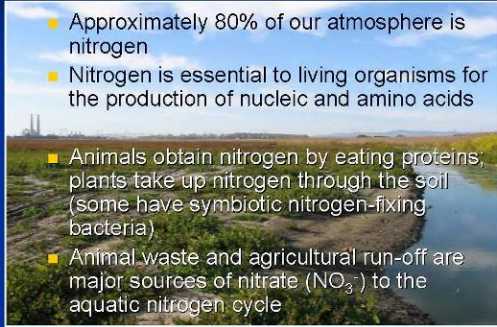 Approximately 80% of our atmosphere is
nitrogen
Nitrogen is essential to living organisms for
the production of nucleic and amino acids
Animals obtain nitrogen by eating proteins;
plants take up nitrogen through the soil
(some have symbiotic nitrogen-fixing
bacteria)
Animal waste and agricultural run-off are
major sources of nitrate (NO₃⁻) to the
aquatic nitrogen cycle